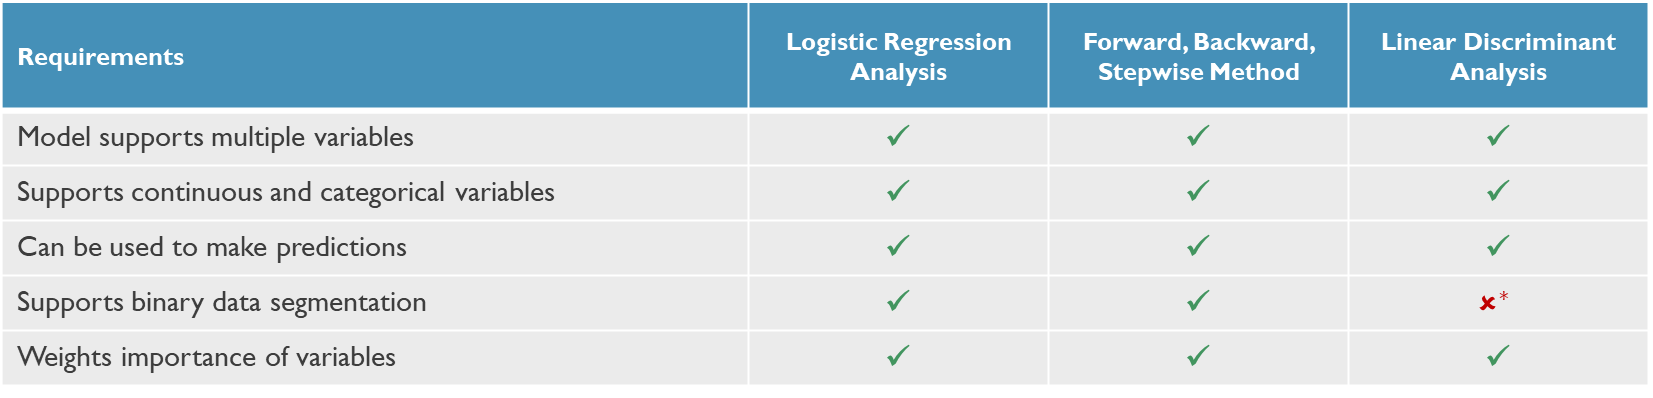 Requirements
Logistic Regression
Analysis
Forward, Backward,
Stepwise Method
Linear Discriminant
Analysis
Model supports multiple variables ✓ ✓ ✓
Supports continuous and categorical variables ✓ ✓ ✓
Can be used to make predictions ✓ ✓ ✓
Supports binary data segmentation ✓ ✓ ✘*
Weights importance of variables ✓ ✓ ✓